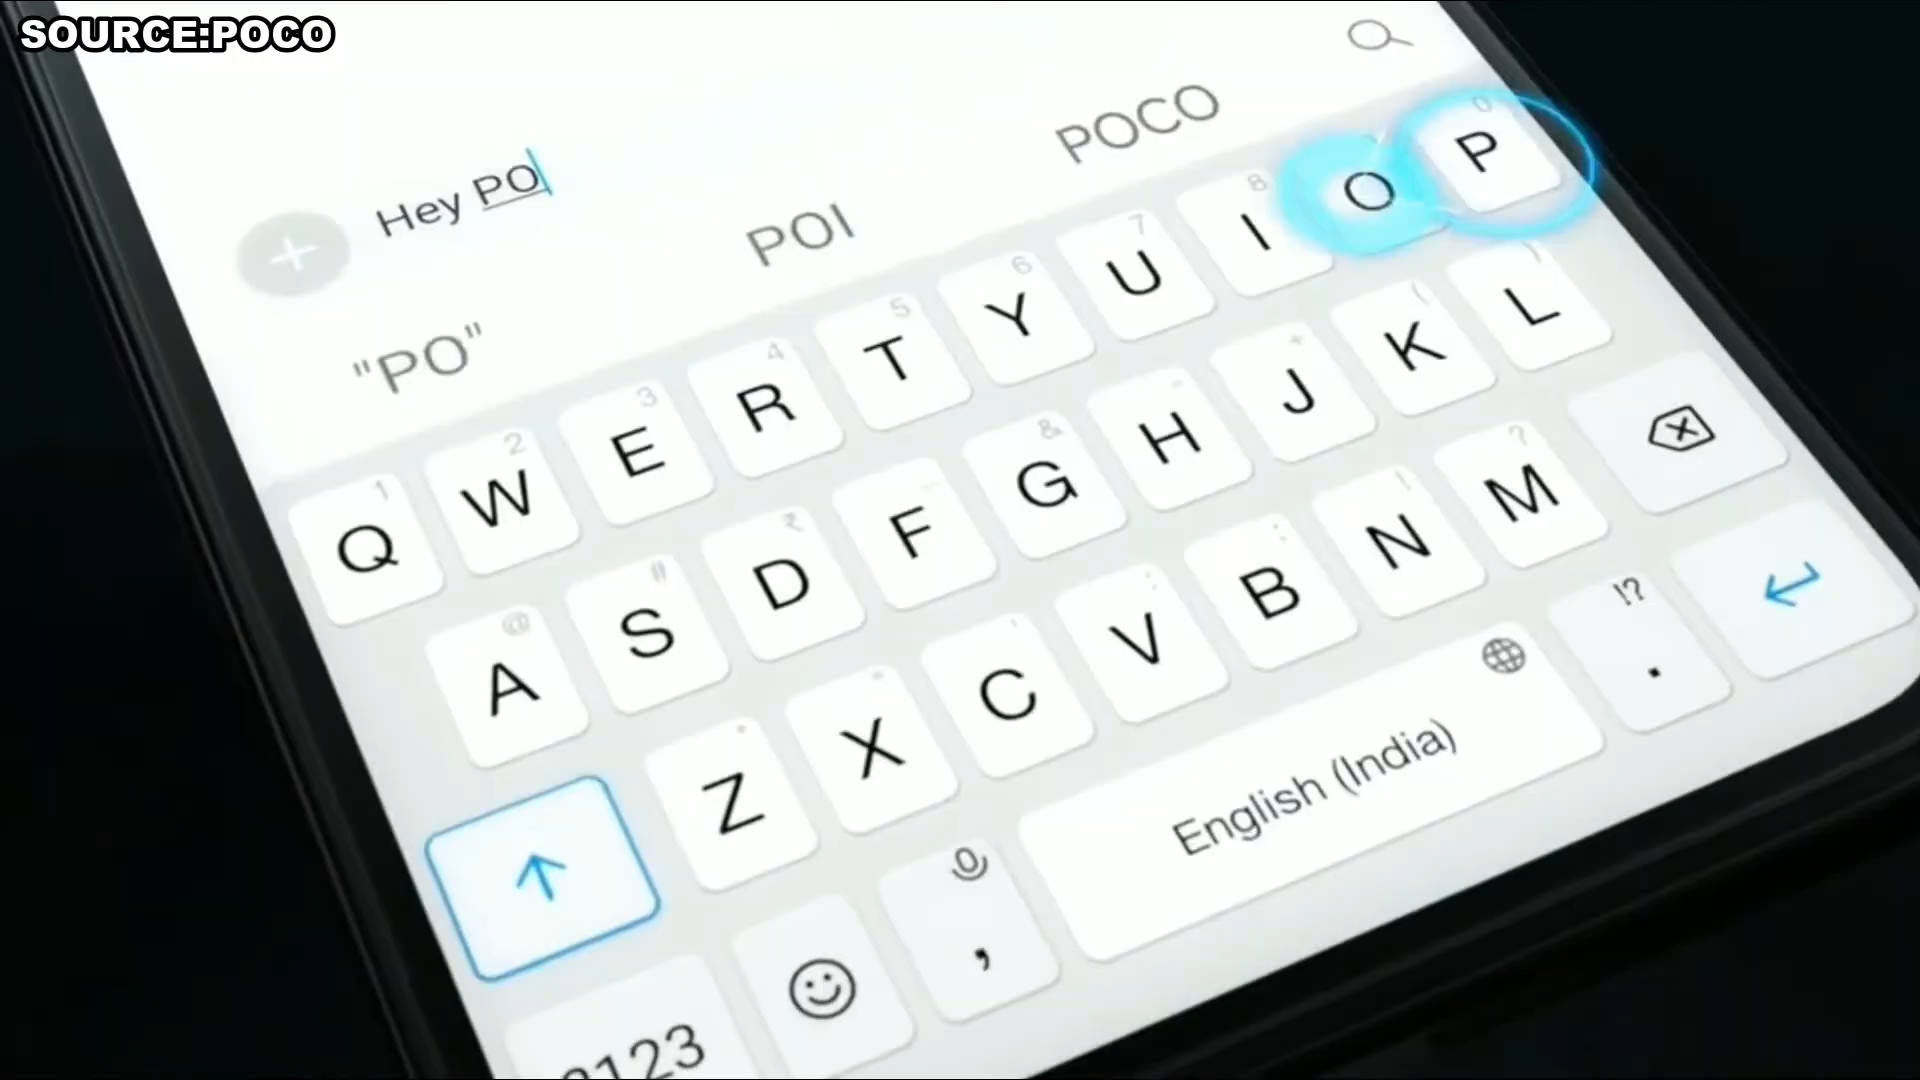 SOURCE:POCO
Hey PO
"PO" POI POCO
1 2 3 4 5 6 7 8 0
Q W E R T Y U I O P
@ # ₹ & - + ( )
A S D F G H J K L
: ; ?
Z X C V B N M
, English (India) . !?
123